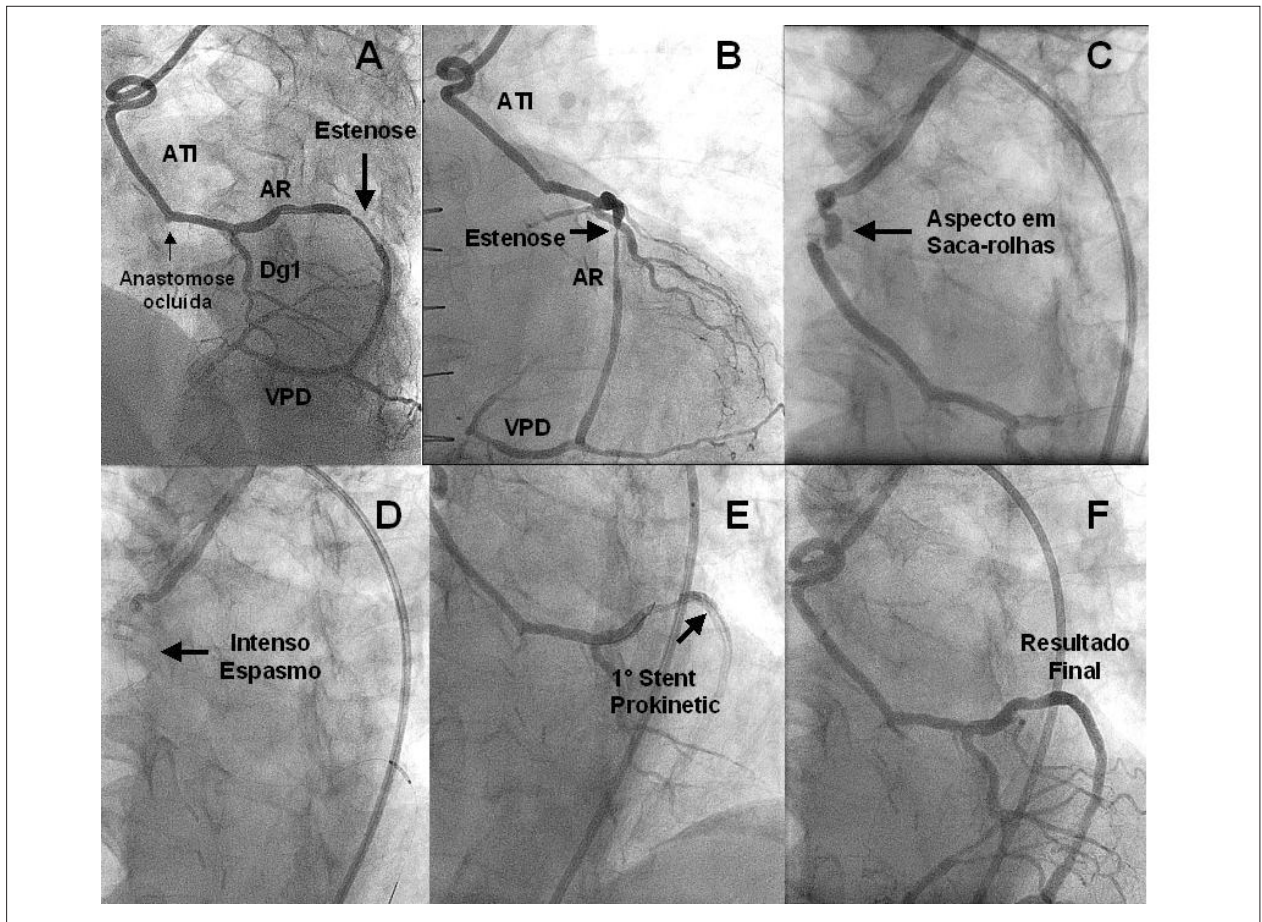 A
Estenose
ATI
AR
Anastomose
ocluída
Dg1
VPD
B
ATI
Estenose
AR
VPD
C
Aspecto em
Saca-rolhas
D
Intenso
Espasmo
E
1° Stent
Prokinetic
F
Resultado
Final